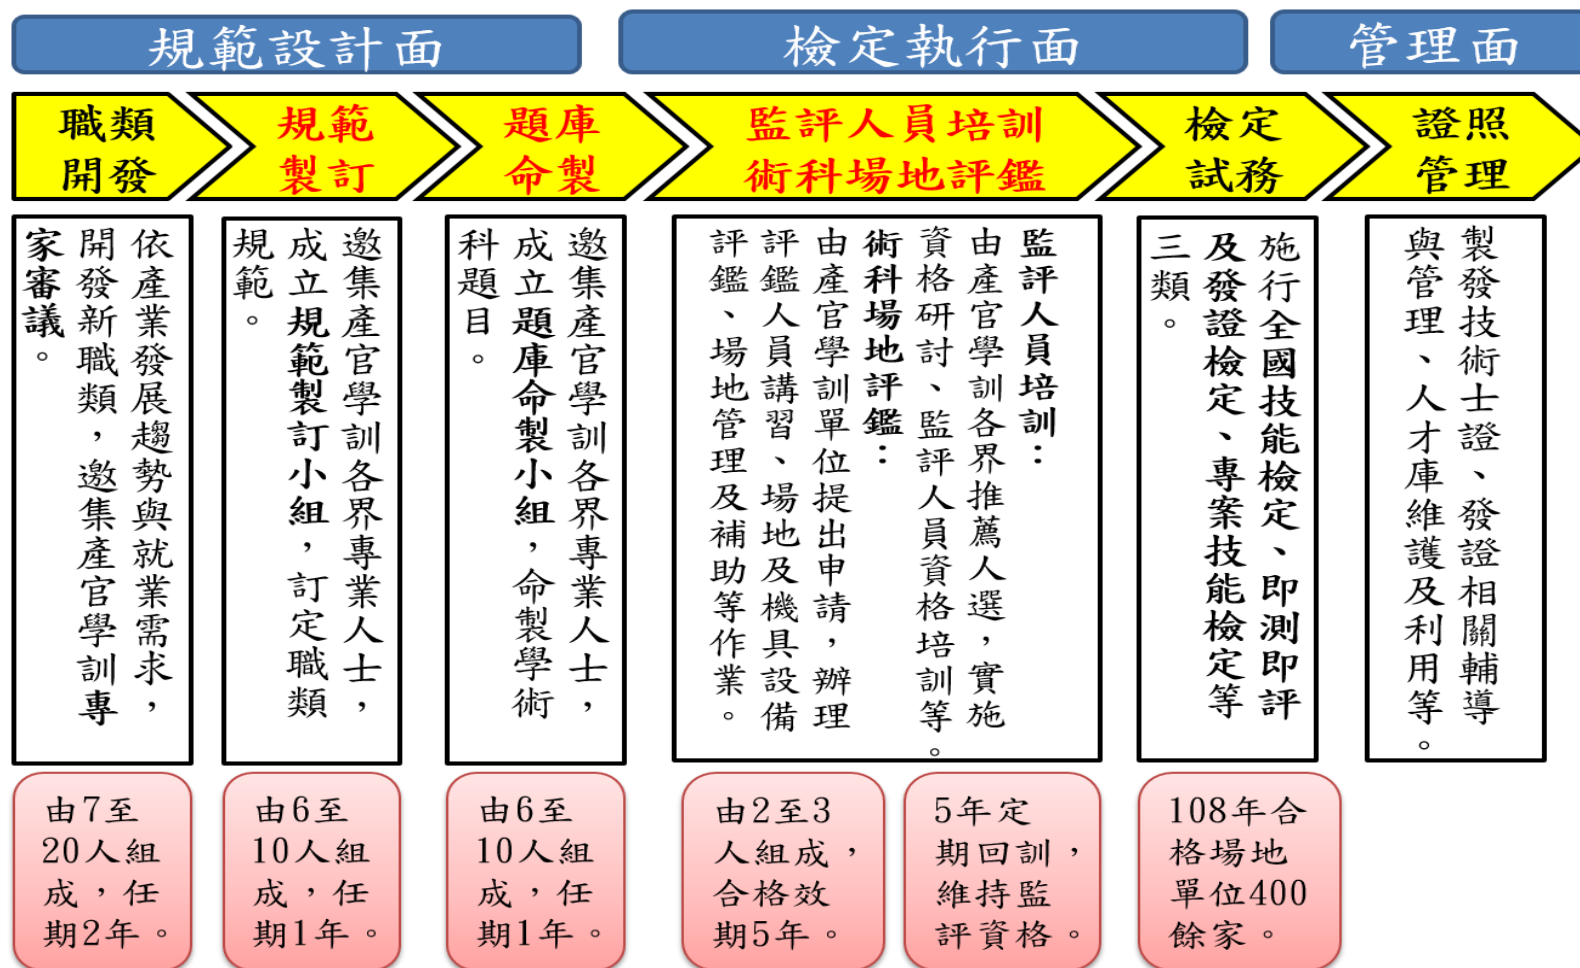 規範設計面
檢定執行面
管理面
職類
開發
規範
製訂
題庫
命製
監評人員培訓
術科場地評鑑
檢定
試務
證照
管理
依產業發展趨勢與就業需求，
開發新職類，邀集產官學訓專
家審議。
邀集產官學訓各界專業人士，
成立規範製訂小組，訂定職類
規範。
邀集產官學訓各界專業人士，
成立題庫命製小組，命製學術
科題目。
監評人員培訓：
由產官學訓各界推薦人選，實施
資格研討、監評人員資格培訓等。
術科場地評鑑：
由產官學訓單位提出申請，辦理
評鑑人員講習、場地及機具設備
評鑑、場地管理及補助等作業。
施行全國技能檢定、即測即評
及發證檢定、專案技能檢定等
三類。
製發技術士證、發證相關輔導
與管理、人才庫維護及利用等。
由7至
20人組
成，任
期2年。
由6至
10人組
成，任
期1年。
由6至
10人組
成，任
期1年。
由2至3
人組成，
合格效
期5年。
5年定
期回訓，
維持監
評資格。
108年合
格場地
單位400
餘家。